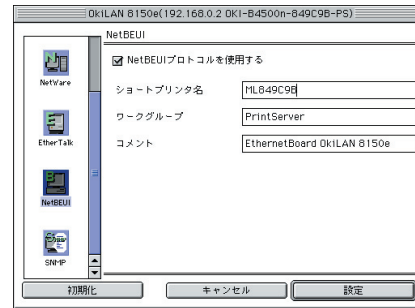 OkiLAN 8150e(192.168.0.2 OKI-B4500n-849C9B-PS)
NetWare
EtherTalk
NetBEUI
SNMP
NetBEUI
NetBEUIプロトコルを使用する
ショートプリンタ名 ML849C9B
ワークグループ PrintServer
コメント EthernetBoard OkiLAN 8150e
初期化 キャンセル 設定